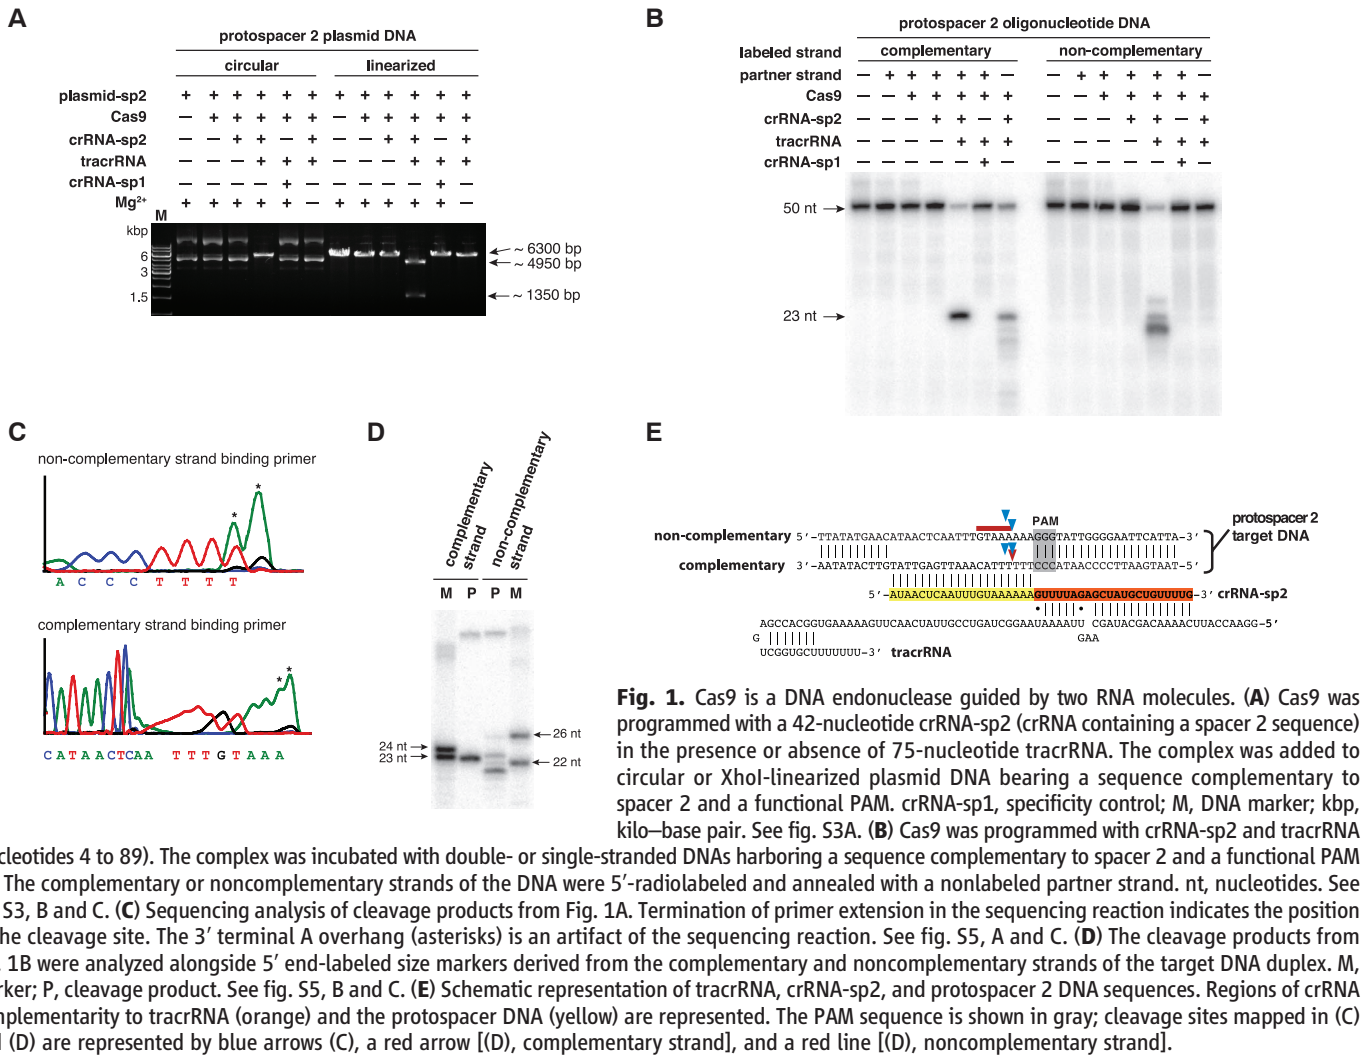 A
protospacer 2 plasmid DNA
circular linearized
plasmid-sp2 + + + + + + + + + + + +
Cas9 — + + + + + — + + + + +
crRNA-sp2 — — + + — + — — + + — +
tracrRNA — — — + + + — — — + + +
crRNA-sp1 — — — — + — — — — — + —
Mg2+ + + + + + — + + + + + —
M
kbp
6
3
1.5
~ 6300 bp
~ 4950 bp
~ 1350 bp
B
protospacer 2 oligonucleotide DNA
labeled strand complementary non-complementary
partner strand — + + + + + — — + + + + + —
Cas9 — — + + + + + — — + + + + +
crRNA-sp2 — — — + + — + — — — + + — +
tracrRNA — — — — + + + — — — — + + +
crRNA-sp1 — — — — — + — — — — — — + —
50 nt
23 nt
C
non-complementary strand binding primer
* *
A C C C T T T T
complementary strand binding primer
* *
C A T A A C T C A A T T T G T A A A
D
complementary strand
non-complementary strand
M P P M
24 nt
23 nt
26 nt
22 nt
E
PAM
non-complementary 5'-TTATATGAACATAACTCAATTTGTAAAAAAGGGTATTGGGGAATTCATTA-3'
complementary 3'-AATATACTTGTATTGAGTTAAACATTTTTTCCCATAACCCCTTAAGTAAT-5'
protospacer 2
target DNA
5'-AUAACUCAAUUUGUAAAAAAGUUUUAGAGCUAUGCUGUUUUG-3' crRNA-sp2
AGCCACGGUGAAAAAGUUCAACUAUUGCCUGAUCGGAAUAAAAUU CGAUACGACAAAACUUACCAAGG-5'
G GAA
UCGGUGCUUUUUUU-3' tracrRNA
Fig. 1. Cas9 is a DNA endonuclease guided by two RNA molecules. (A) Cas9 was
programmed with a 42-nucleotide crRNA-sp2 (crRNA containing a spacer 2 sequence)
in the presence or absence of 75-nucleotide tracrRNA. The complex was added to
circular or XhoI-linearized plasmid DNA bearing a sequence complementary to
spacer 2 and a functional PAM. crRNA-sp1, specificity control; M, DNA marker; kbp,
kilo–base pair. See fig. S3A. (B) Cas9 was programmed with crRNA-sp2 and tracrRNA
cleotides 4 to 89). The complex was incubated with double- or single-stranded DNAs harboring a sequence complementary to spacer 2 and a functional PAM
The complementary or noncomplementary strands of the DNA were 5′-radiolabeled and annealed with a nonlabeled partner strand. nt, nucleotides. See
S3, B and C. (C) Sequencing analysis of cleavage products from Fig. 1A. Termination of primer extension in the sequencing reaction indicates the position
he cleavage site. The 3′ terminal A overhang (asterisks) is an artifact of the sequencing reaction. See fig. S5, A and C. (D) The cleavage products from
. 1B were analyzed alongside 5′ end-labeled size markers derived from the complementary and noncomplementary strands of the target DNA duplex. M,
rker; P, cleavage product. See fig. S5, B and C. (E) Schematic representation of tracrRNA, crRNA-sp2, and protospacer 2 DNA sequences. Regions of crRNA
mplementarity to tracrRNA (orange) and the protospacer DNA (yellow) are represented. The PAM sequence is shown in gray; cleavage sites mapped in (C)
d (D) are represented by blue arrows (C), a red arrow [(D), complementary strand], and a red line [(D), noncomplementary strand].